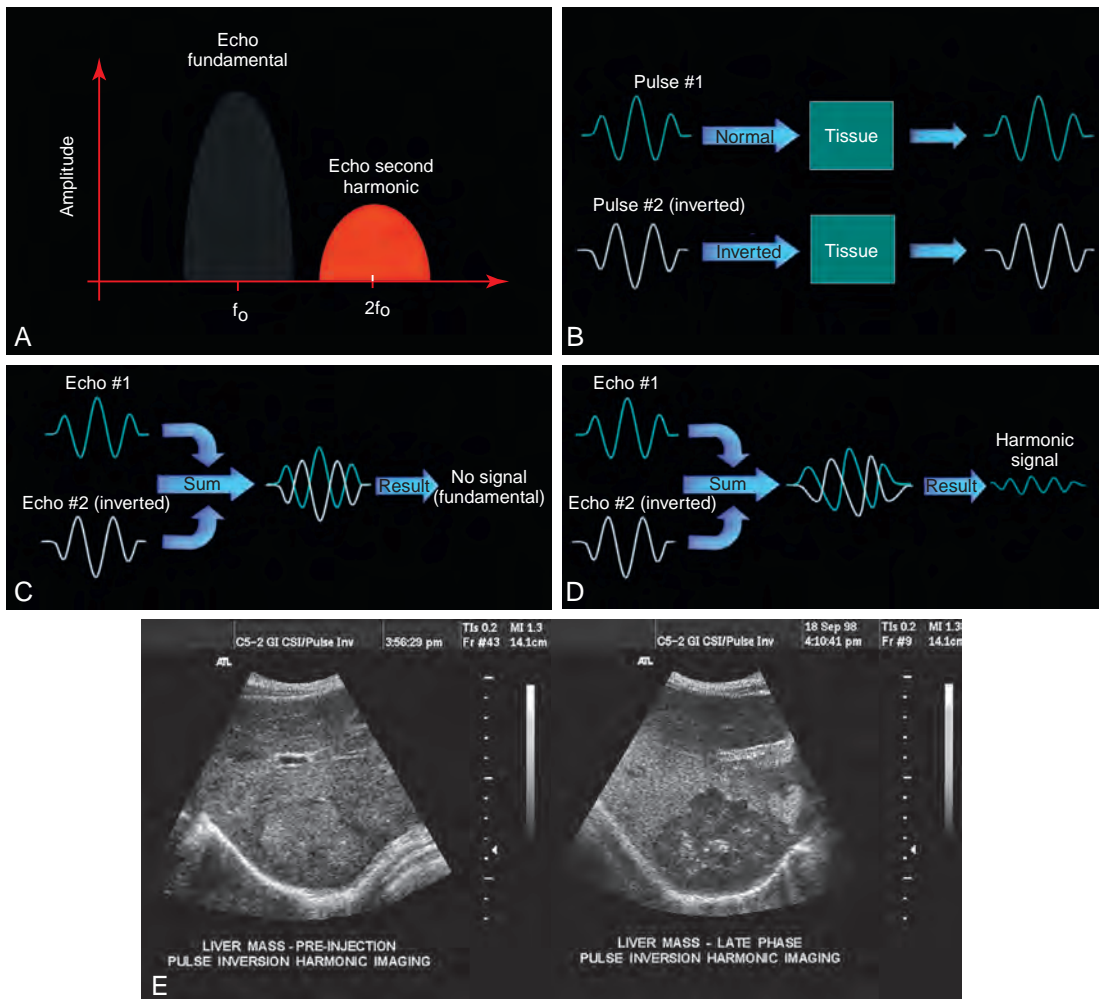 Echo
fundamental
Amplitude
Echo second
harmonic
fo
2fo
A
Pulse #1
Normal
Tissue
Pulse #2 (inverted)
Inverted
Tissue
B
Echo #1
Sum
Result
No signal
(fundamental)
Echo #2 (inverted)
C
Echo #1
Harmonic
signal
Sum
Result
Echo #2 (inverted)
D
TIs 0.2 MI 1.3
C5-2 GI CSI/Pulse Inv 3:56:29 pm Fr #43 14.1cm
ATL
LIVER MASS - PRE-INJECTION
PULSE INVERSION HARMONIC IMAGING
18 Sep 98 TIs 0.2 MI 1.3
C5-2 GI CSI/Pulse Inv 4:10:41 pm Fr #9 14.1cm
ATL
LIVER MASS - LATE PHASE
PULSE INVERSION HARMONIC IMAGING
E